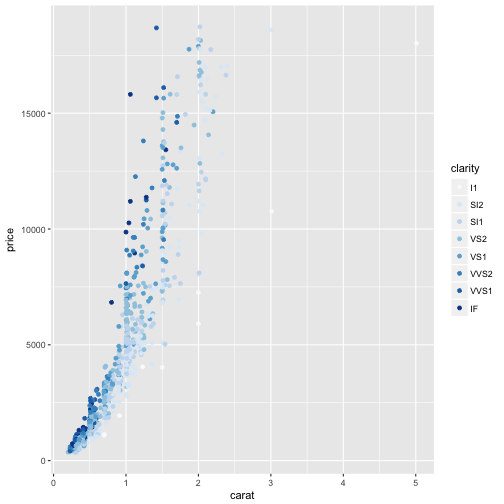 price
15000
10000
5000
0
0
1
2
3
4
5
carat
clarity
I1
SI2
SI1
VS2
VS1
VVS2
VVS1
IF